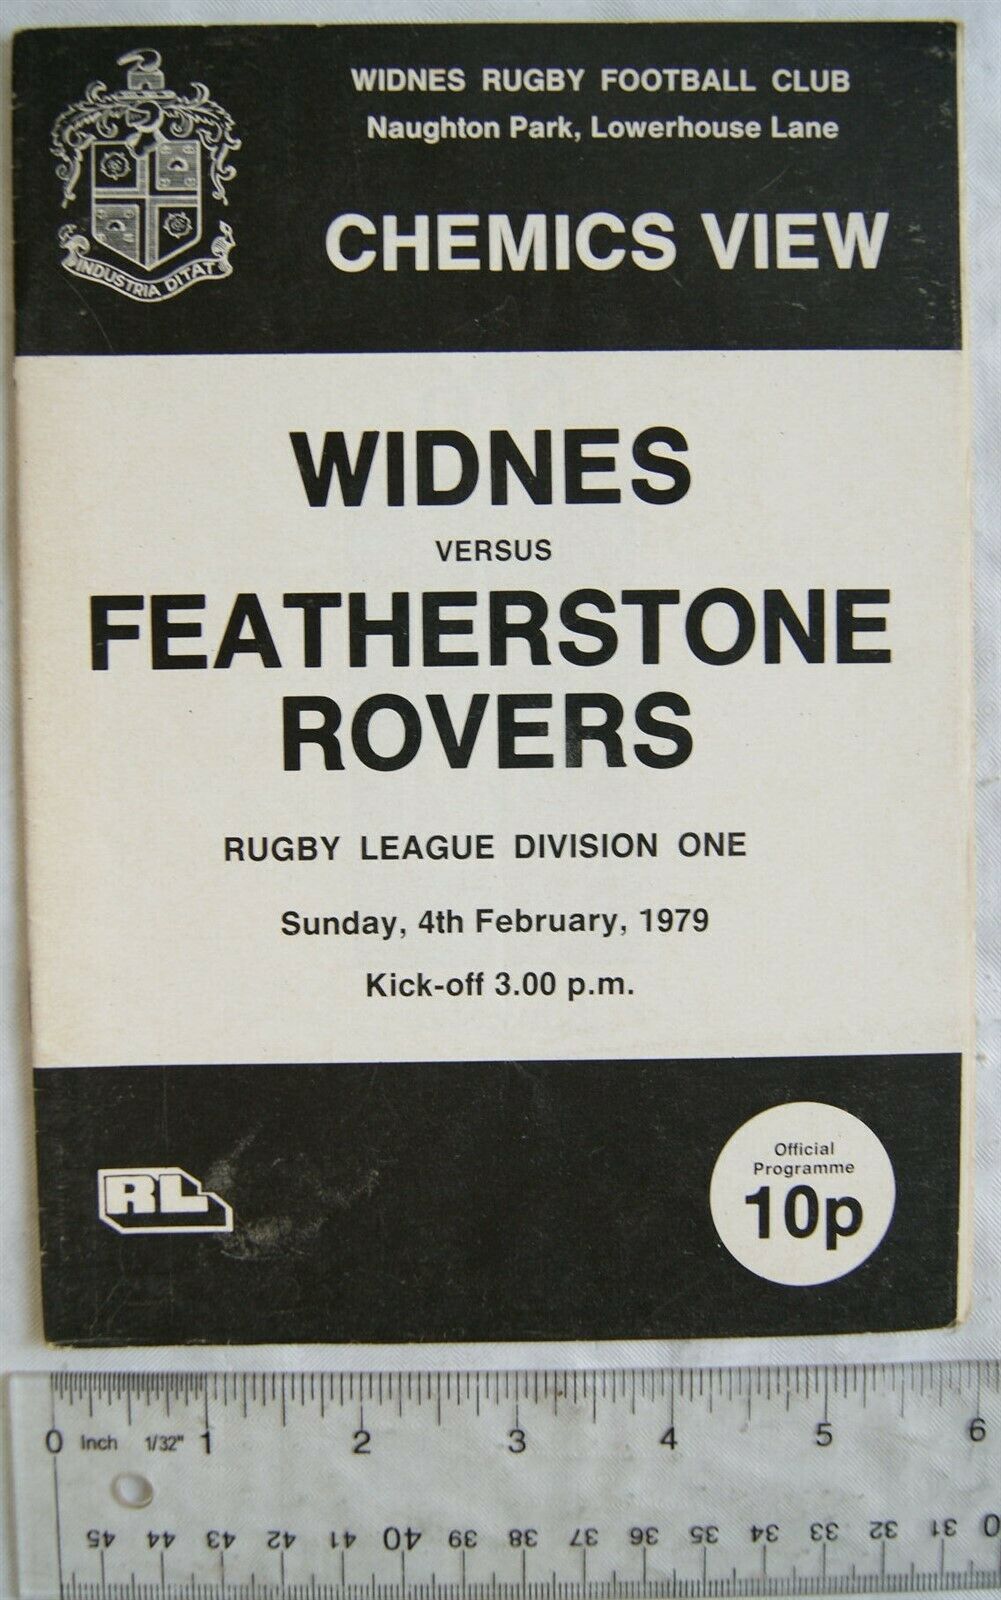 WIDNES RUGBY FOOTBALL CLUB
Naughton Park, Lowerhouse Lane
CHEMICS VIEW
INDUSTRIA DITAT
WIDNES
VERSUS
FEATHERSTONE
ROVERS
RUGBY LEAGUE DIVISION ONE
Sunday, 4th February, 1979
Kick-off 3.00 p.m.
RL
Official
Programme
10p
0 Inch 1/32" 1 2 3 4 5 6
45 44 43 42 41 40 39 38 37 36 35 34 33 32 31 0